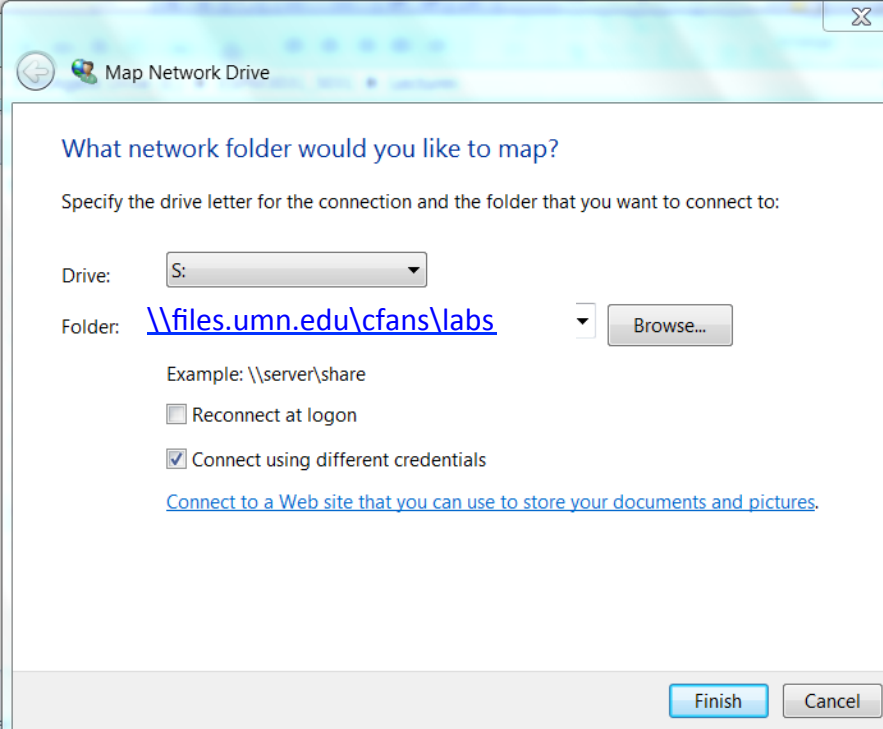 Map Network Drive
What network folder would you like to map?
Specify the drive letter for the connection and the folder that you want to connect to:
Drive: S:
Folder: \\files.umn.edu\cfans\labs Browse...
Example: \\server\share
Reconnect at logon
Connect using different credentials
Connect to a Web site that you can use to store your documents and pictures.
Finish Cancel